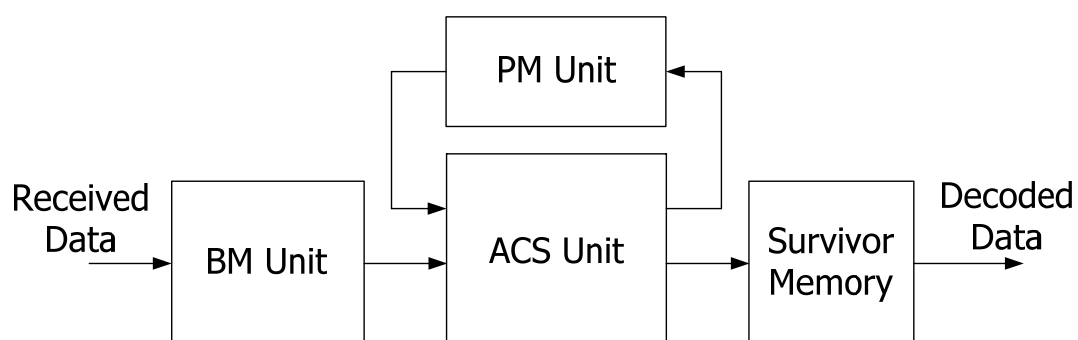 PM Unit
Received
Data
BM Unit
ACS Unit
Survivor
Memory
Decoded
Data